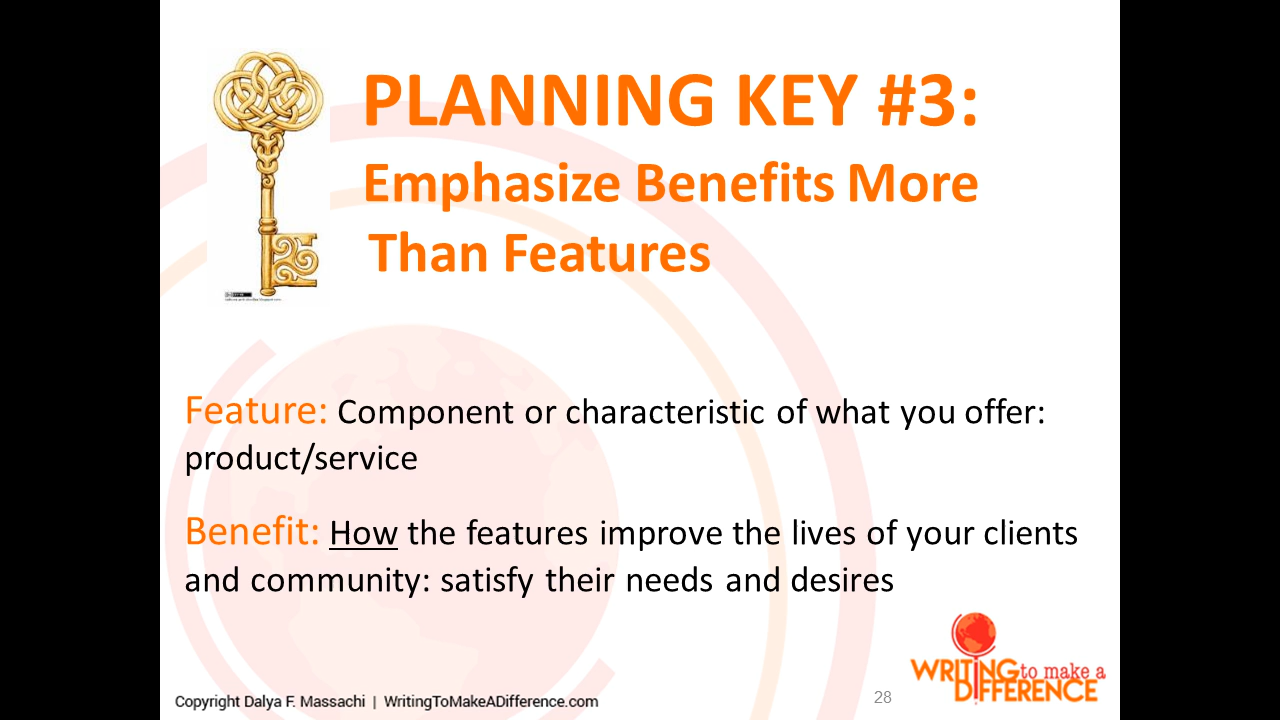 PLANNING KEY #3:
Emphasize Benefits More
Than Features
Feature: Component or characteristic of what you offer:
product/service
Benefit: How the features improve the lives of your clients
and community: satisfy their needs and desires
WRITING to make a
DIFFERENCE
Copyright Dalya F. Massachi | WritingToMakeADifference.com
28